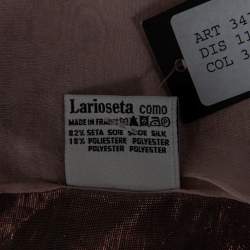 Larioseta como
MADE IN FRANCE
82% SETA SOIE SEIDE SILK
18% POLIESTERE POLYESTER
POLYESTER POLYESTER
ART 341
DIS 11
COL 3